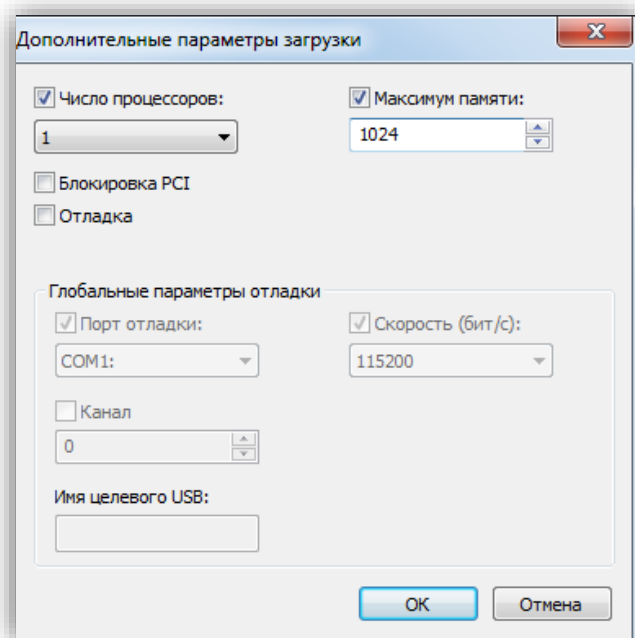 Дополнительные параметры загрузки
Число процессоров: Максимум памяти:
1 1024
Блокировка PCI
Отладка
Глобальные параметры отладки
Порт отладки: Скорость (бит/с):
COM1: 115200
Канал
0
Имя целевого USB:
ОК Отмена